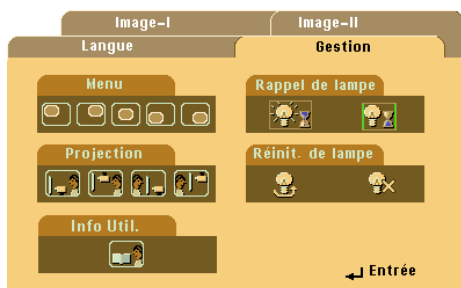 Image-I
Image-II
Langue
Gestion
Menu
Rappel de lampe
Projection
Réinit. de lampe
Info Util.
Entrée